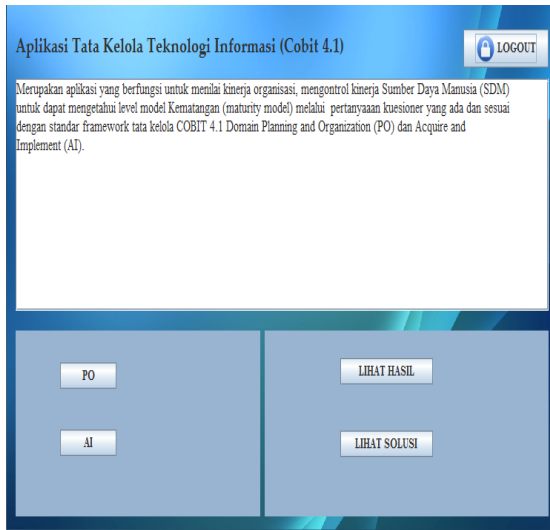 Aplikasi Tata Kelola Teknologi Informasi (Cobit 4.1)
LOGOUT
Merupakan aplikasi yang berfungsi untuk menilai kinerja organisasi, mengontrol kinerja Sumber Daya Manusia (SDM)
untuk dapat mengetahui level model Kematangan (maturity model) melalui pertanyaaan kuesioner yang ada dan sesuai
dengan standar framework tata kelola COBIT 4.1 Domain Planning and Organization (PO) dan Acquire and
Implement (AI).
PO
AI
LIHAT HASIL
LIHAT SOLUSI